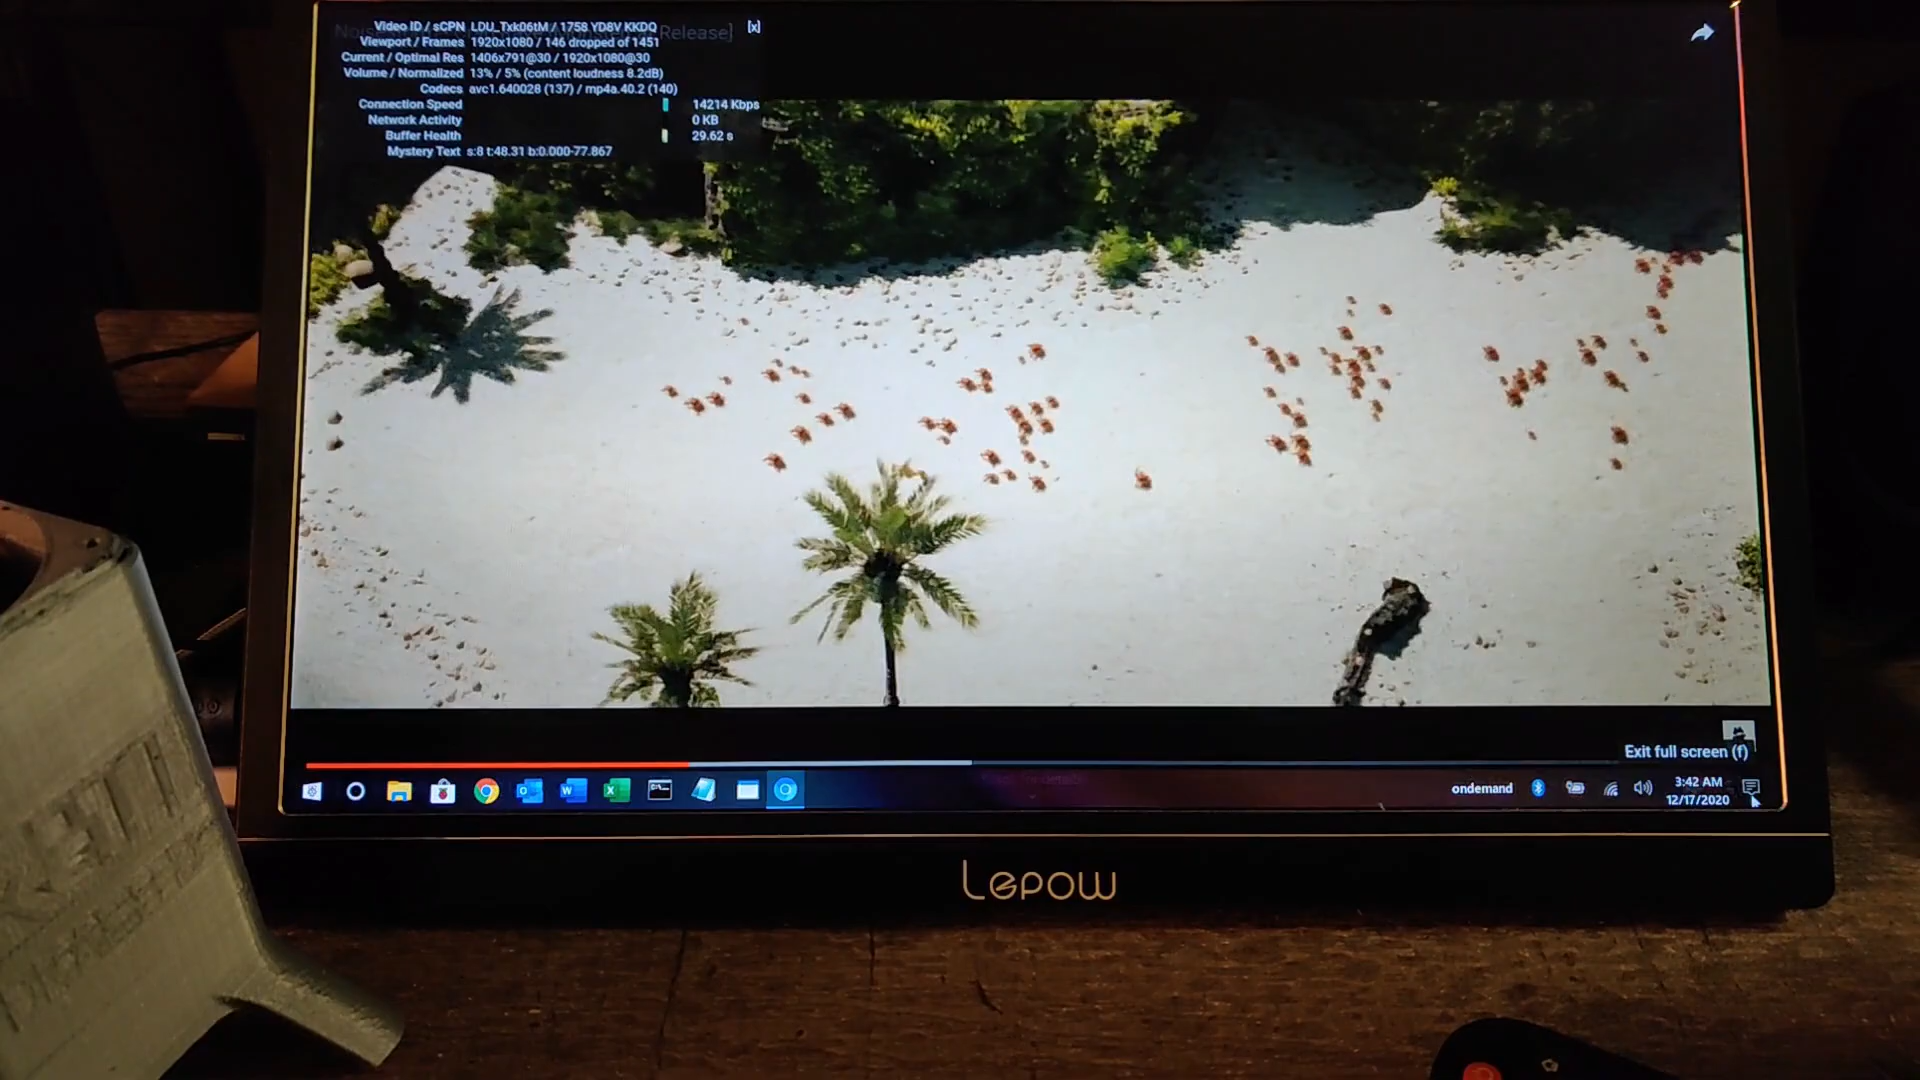 Release]
Video ID / sCPN LDU_Txk06tM / 1758 YD8V KKDQ [x]
Viewport / Frames 1920x1080 / 146 dropped of 1451
Current / Optimal Res 1406x791@30 / 1920x1080@30
Volume / Normalized 13% / 5% (content loudness 8.2dB)
Codecs avc1.640028 (137) / mp4a.40.2 (140)
Connection Speed 14214 Kbps
Network Activity 0 KB
Buffer Health 29.62 s
Mystery Text s:8 t:48.31 b:0.000-77.867
Exit full screen (f)
ondemand
3:42 AM
12/17/2020
Lepow